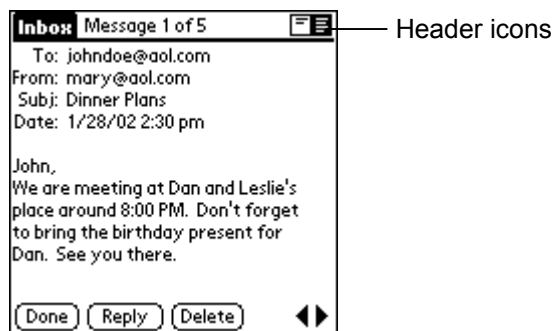 Inbox Message 1 of 5
Header icons
To: johndoe@aol.com
From: mary@aol.com
Subj: Dinner Plans
Date: 1/28/02 2:30 pm
John,
We are meeting at Dan and Leslie's
place around 8:00 PM. Don't forget
to bring the birthday present for
Dan. See you there.
Done Reply Delete